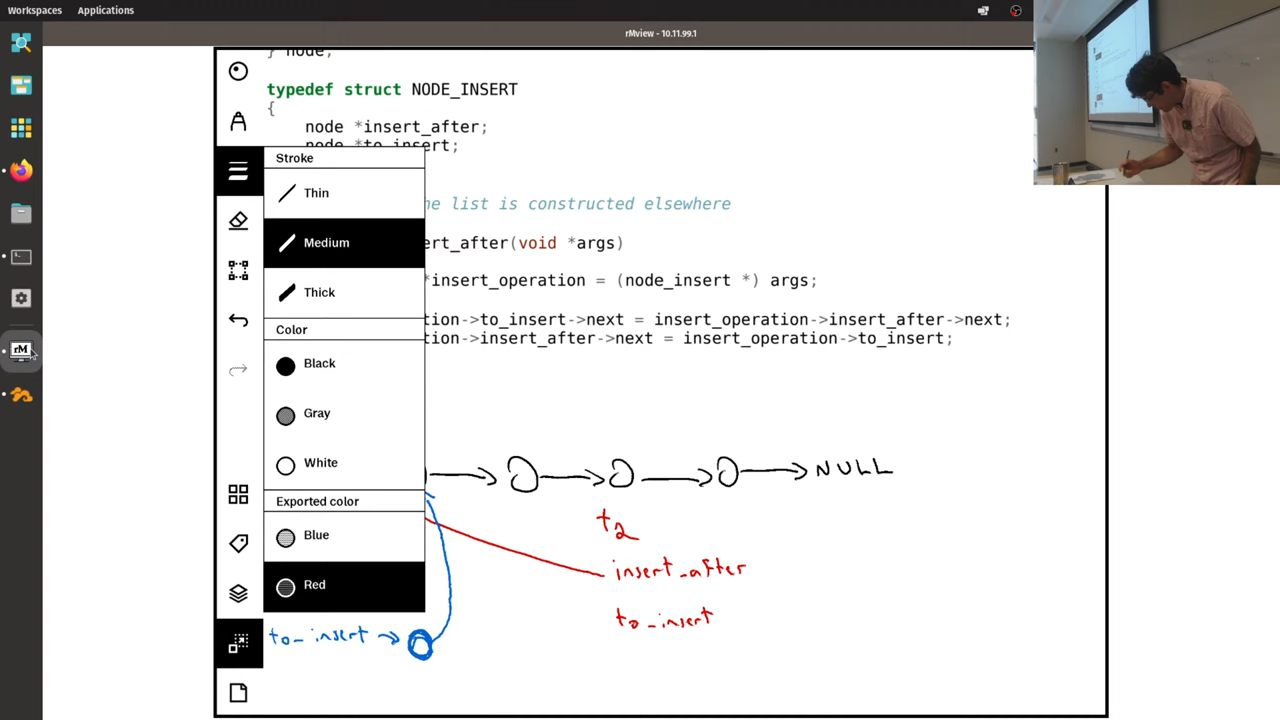 Workspaces Applications
rMview - 10.11.99.1
} node;
typedef struct NODE_INSERT
{
node *insert_after;
node *to_insert;
Stroke
Thin
Medium
Thick
Color
Black
Gray
White
Exported color
Blue
Red
he list is constructed elsewhere
ert_after(void *args)
*insert_operation = (node_insert *) args;
tion->to_insert->next = insert_operation->insert_after->next;
tion->insert_after->next = insert_operation->to_insert;
NULL
t2
insert_after
to_insert
to_insert
rM